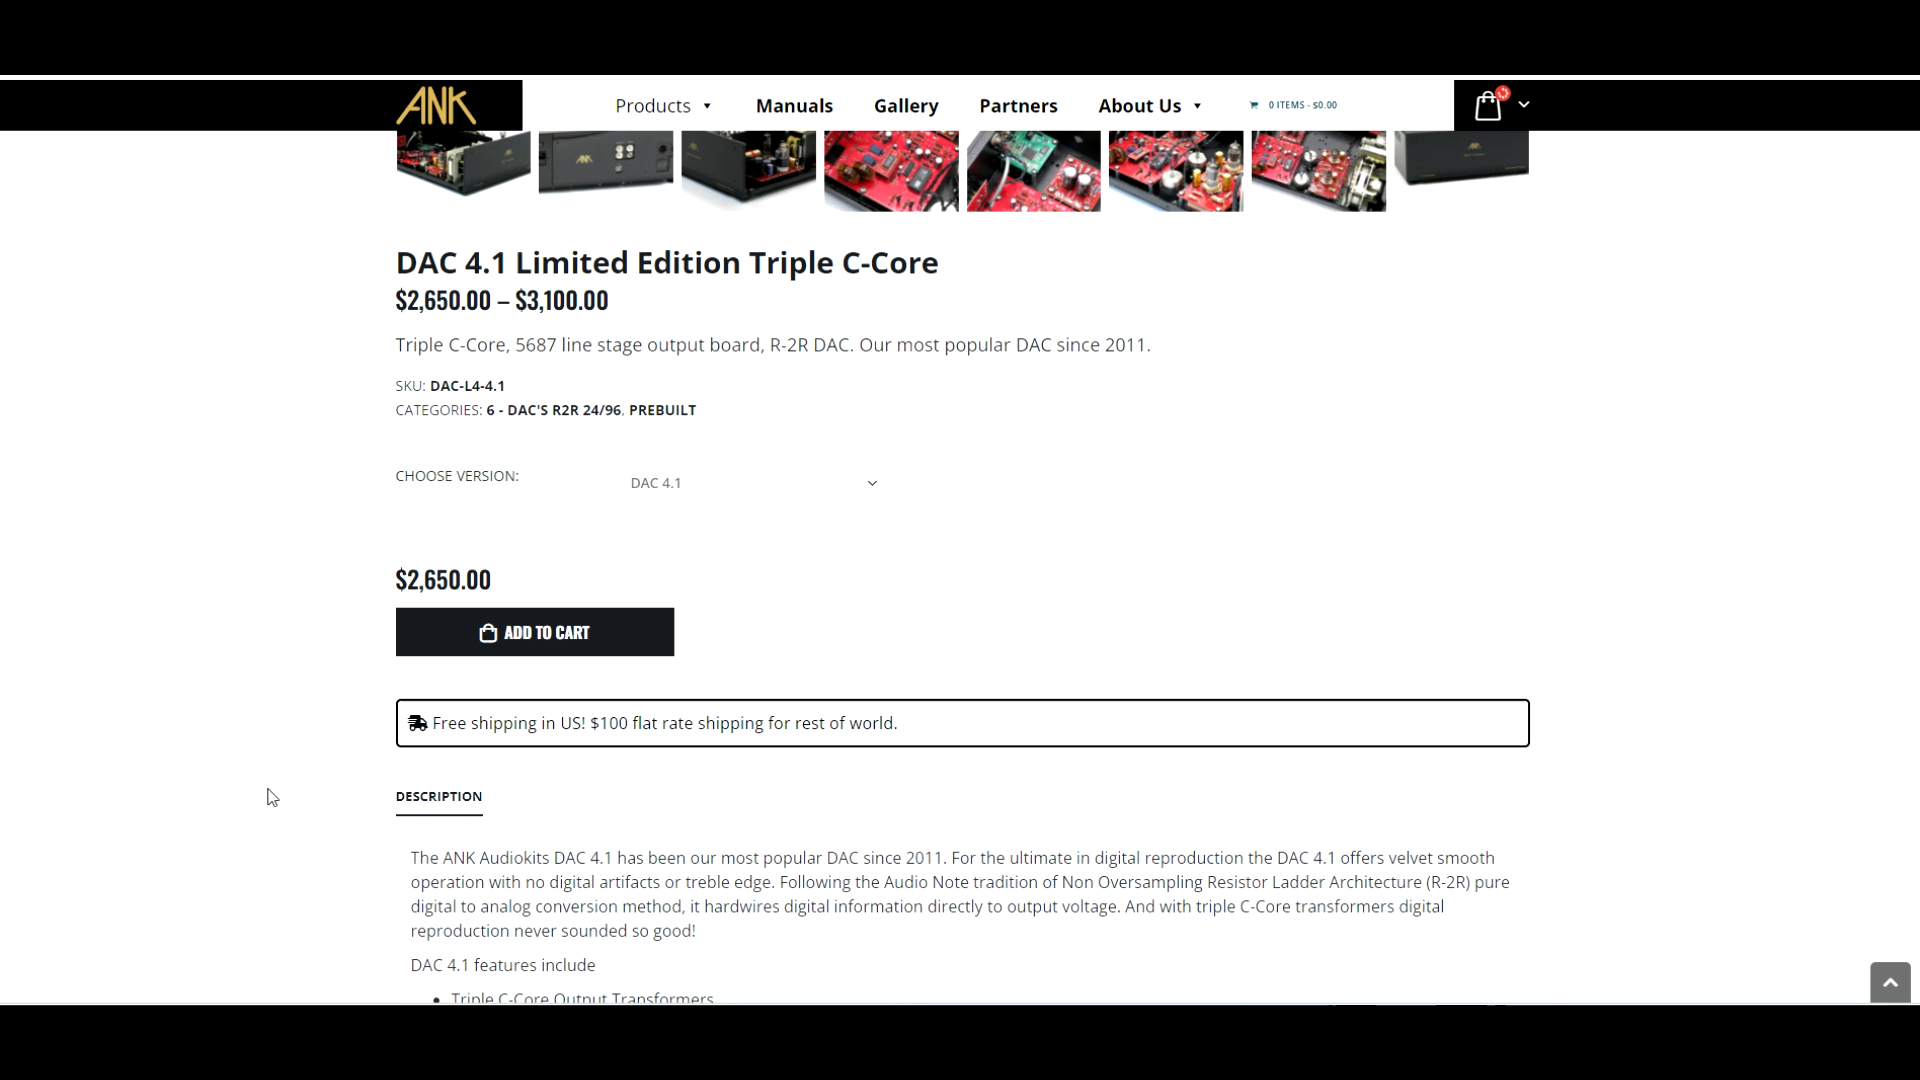 ANK
Products Manuals Gallery Partners About Us 0 ITEMS - $0.00
DAC 4.1 Limited Edition Triple C-Core
$2,650.00 – $3,100.00
Triple C-Core, 5687 line stage output board, R-2R DAC. Our most popular DAC since 2011.
SKU: DAC-L4-4.1
CATEGORIES: 6 - DAC'S R2R 24/96, PREBUILT
CHOOSE VERSION: DAC 4.1
$2,650.00
ADD TO CART
Free shipping in US! $100 flat rate shipping for rest of world.
DESCRIPTION
The ANK Audiokits DAC 4.1 has been our most popular DAC since 2011. For the ultimate in digital reproduction the DAC 4.1 offers velvet smooth
operation with no digital artifacts or treble edge. Following the Audio Note tradition of Non Oversampling Resistor Ladder Architecture (R-2R) pure
digital to analog conversion method, it hardwires digital information directly to output voltage. And with triple C-Core transformers digital
reproduction never sounded so good!
DAC 4.1 features include
• Triple C-Core Output Transformers